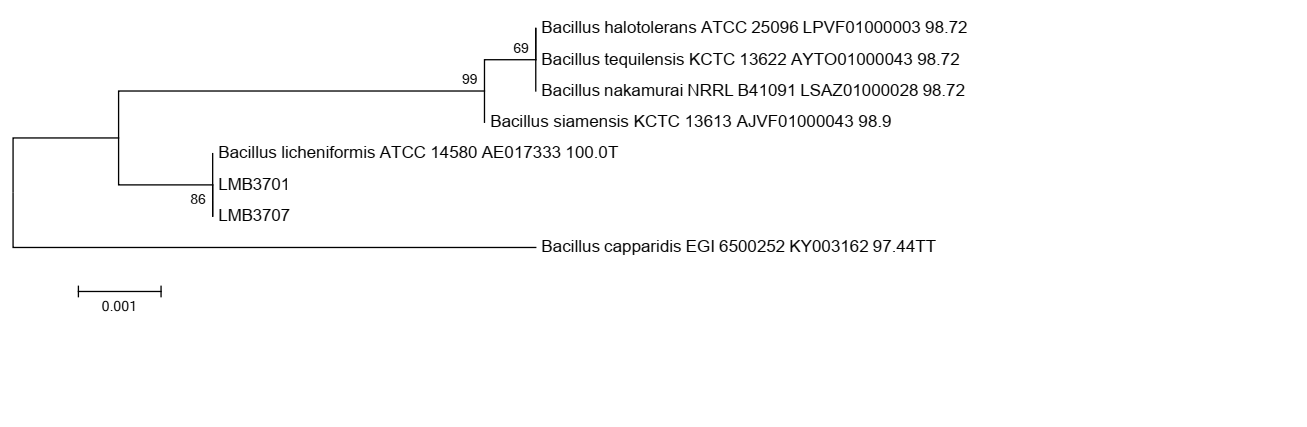 Bacillus halotolerans ATCC 25096 LPVF01000003 98.72
69
Bacillus tequilensis KCTC 13622 AYTO01000043 98.72
99
Bacillus nakamurai NRRL B41091 LSAZ01000028 98.72
Bacillus siamensis KCTC 13613 AJVF01000043 98.9
Bacillus licheniformis ATCC 14580 AE017333 100.0T
LMB3701
86
LMB3707
Bacillus capparidis EGI 6500252 KY003162 97.44TT
0.001